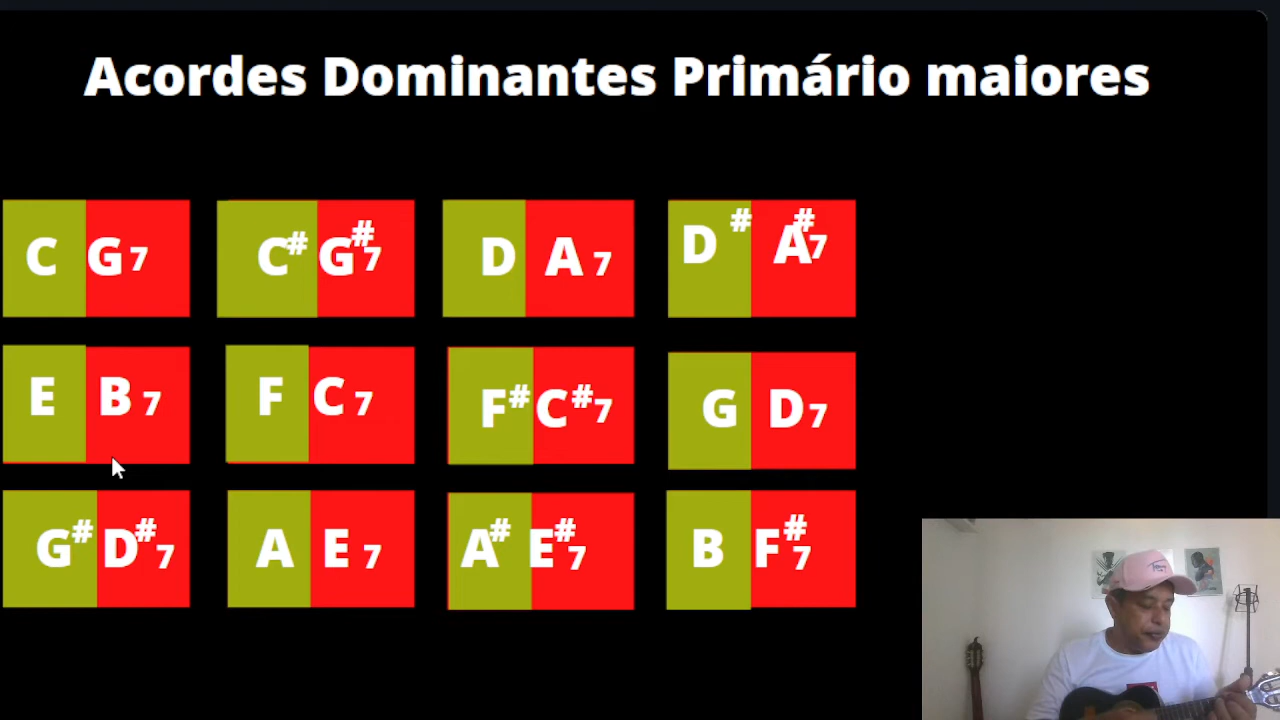 Acordes Dominantes Primário maiores
C G7 C# G#7 D A7 D# A#7
E B7 F C7 F# C#7 G D7
G# D#7 A E7 A# E#7 B F#7